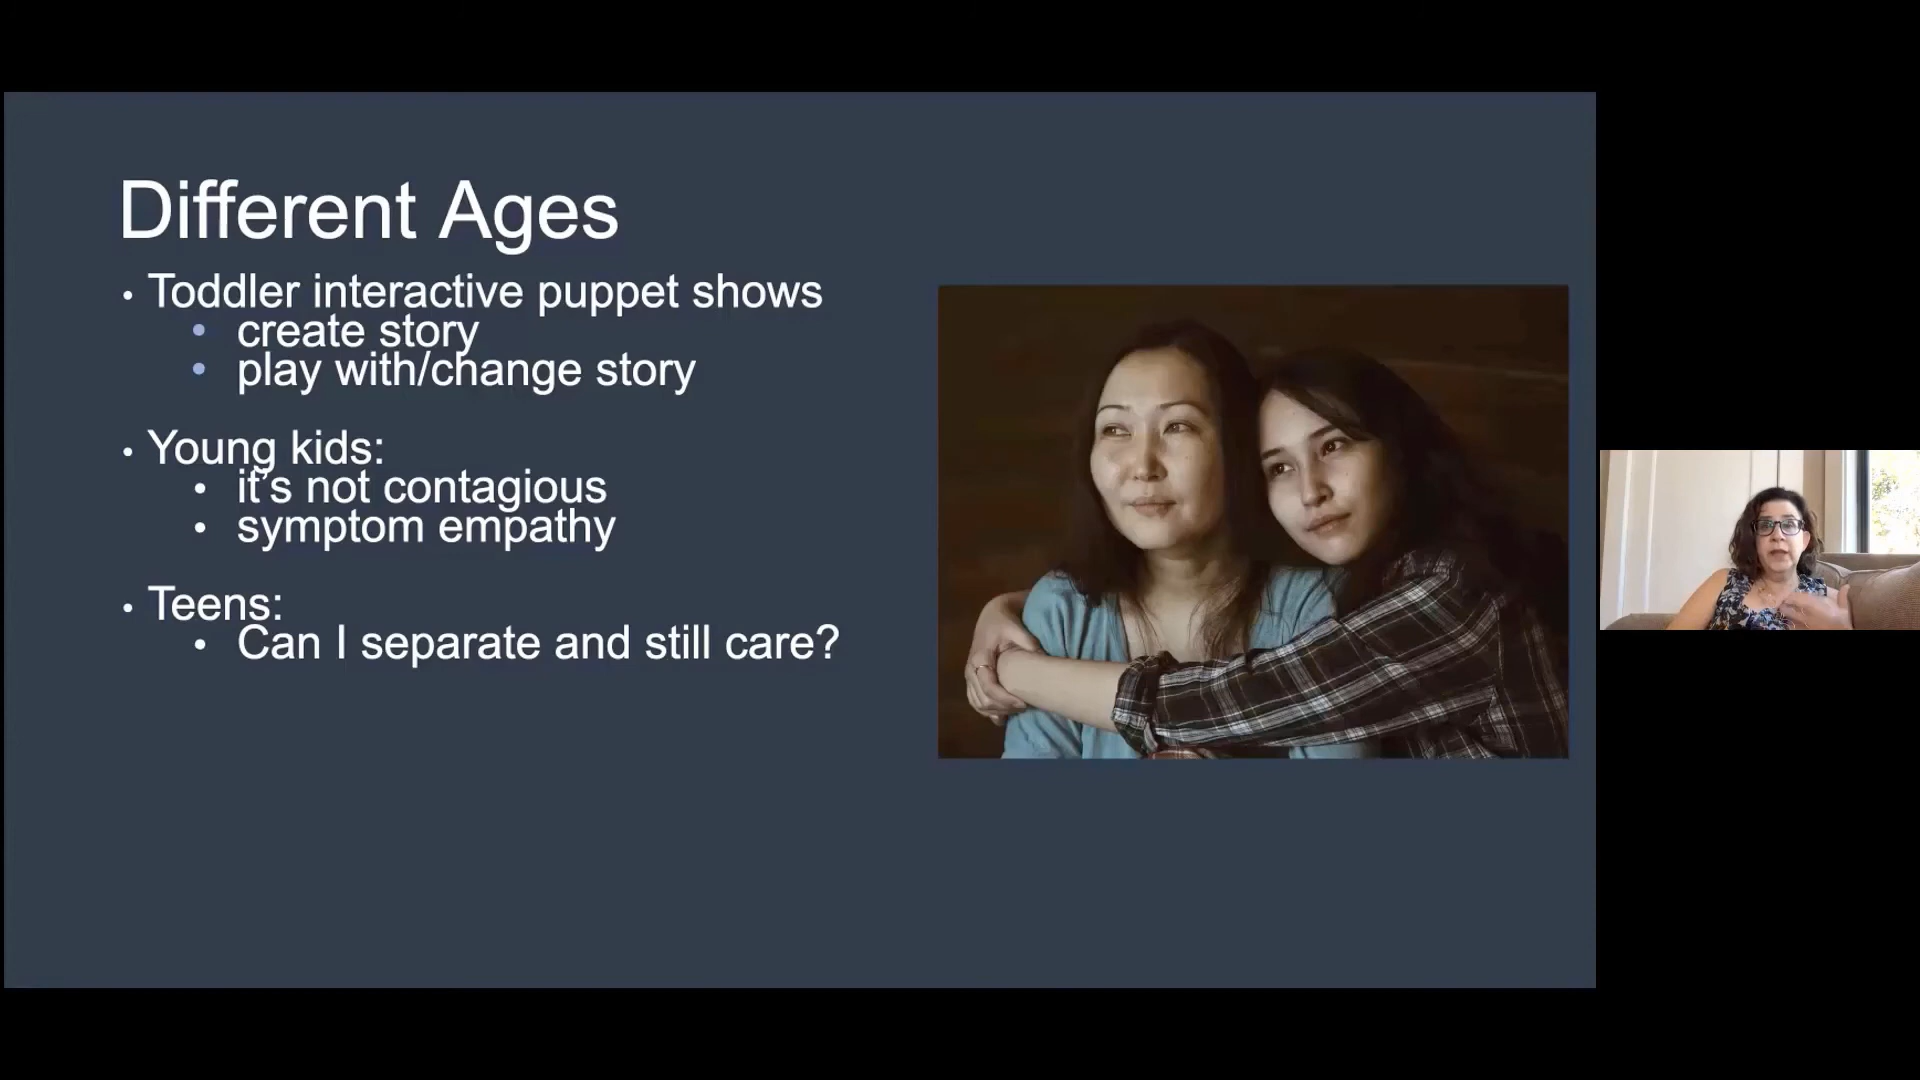 Different Ages
• Toddler interactive puppet shows
• create story
• play with/change story
• Young kids:
• it's not contagious
• symptom empathy
• Teens:
• Can I separate and still care?